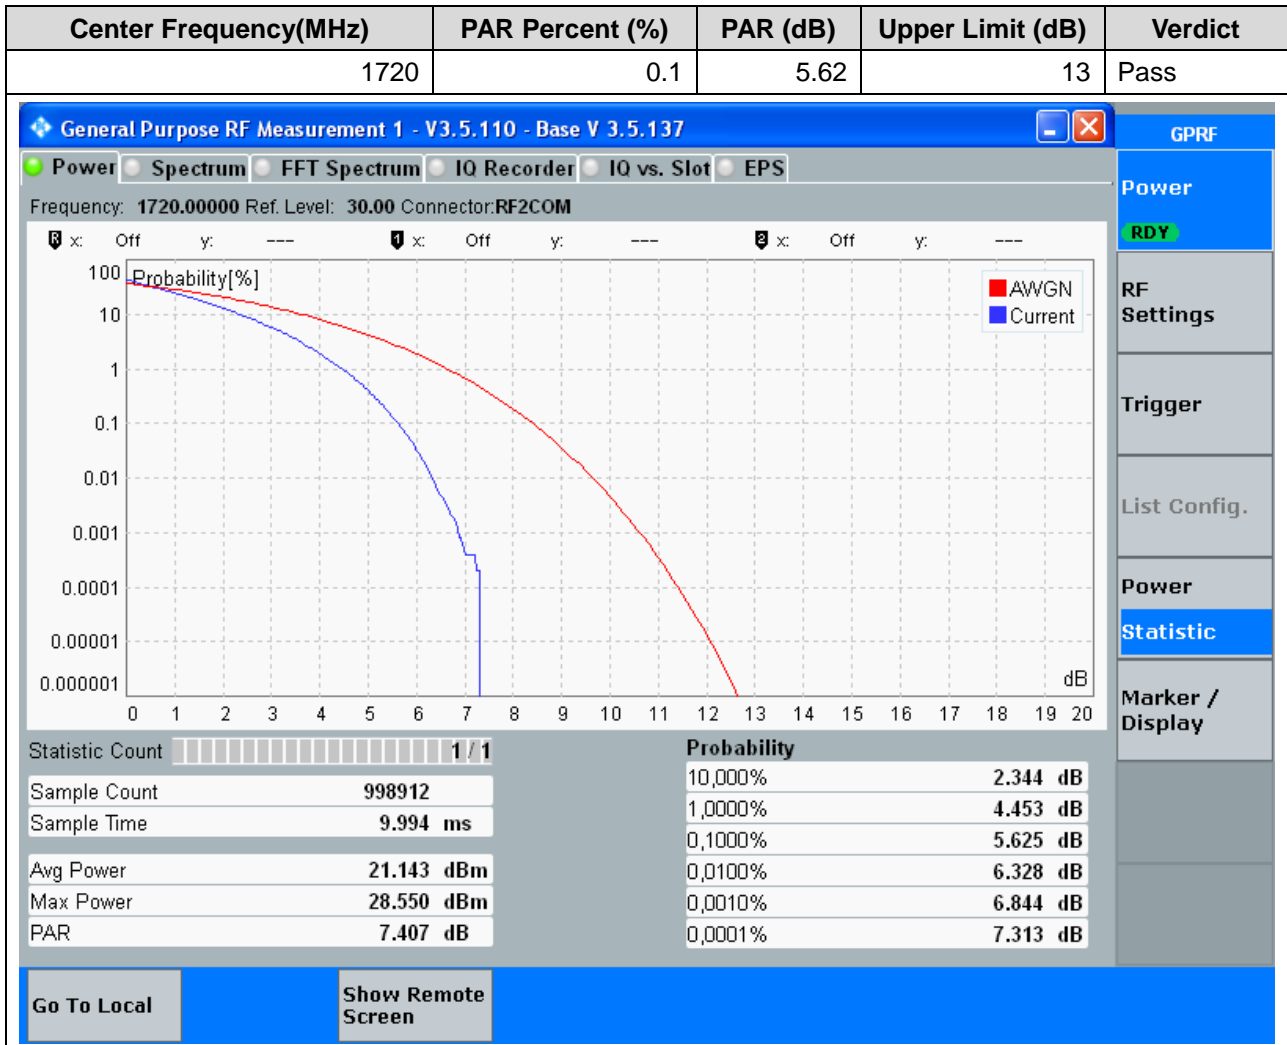 Center Frequency(MHz) PAR Percent (%) PAR (dB) Upper Limit (dB) Verdict
1720 0.1 5.62 13 Pass
General Purpose RF Measurement 1 - V3.5.110 - Base V 3.5.137
GPRF
Power Spectrum FFT Spectrum IQ Recorder IQ vs. Slot EPS
Frequency: 1720.00000 Ref. Level: 30.00 Connector:RF2COM
R x: Off y: --- 1 x: Off y: --- 2 x: Off y: ---
Probability[%]
AWGN
Current
100
10
1
0.1
0.01
0.001
0.0001
0.00001
0.000001
dB
0 1 2 3 4 5 6 7 8 9 10 11 12 13 14 15 16 17 18 19 20
Statistic Count 1 / 1
Sample Count 998912
Sample Time 9.994 ms
Avg Power 21.143 dBm
Max Power 28.550 dBm
PAR 7.407 dB
Probability
10,000% 2.344 dB
1,0000% 4.453 dB
0,1000% 5.625 dB
0,0100% 6.328 dB
0,0010% 6.844 dB
0,0001% 7.313 dB
Power
RDY
RF
Settings
Trigger
List Config.
Power
Statistic
Marker /
Display
Go To Local
Show Remote
Screen